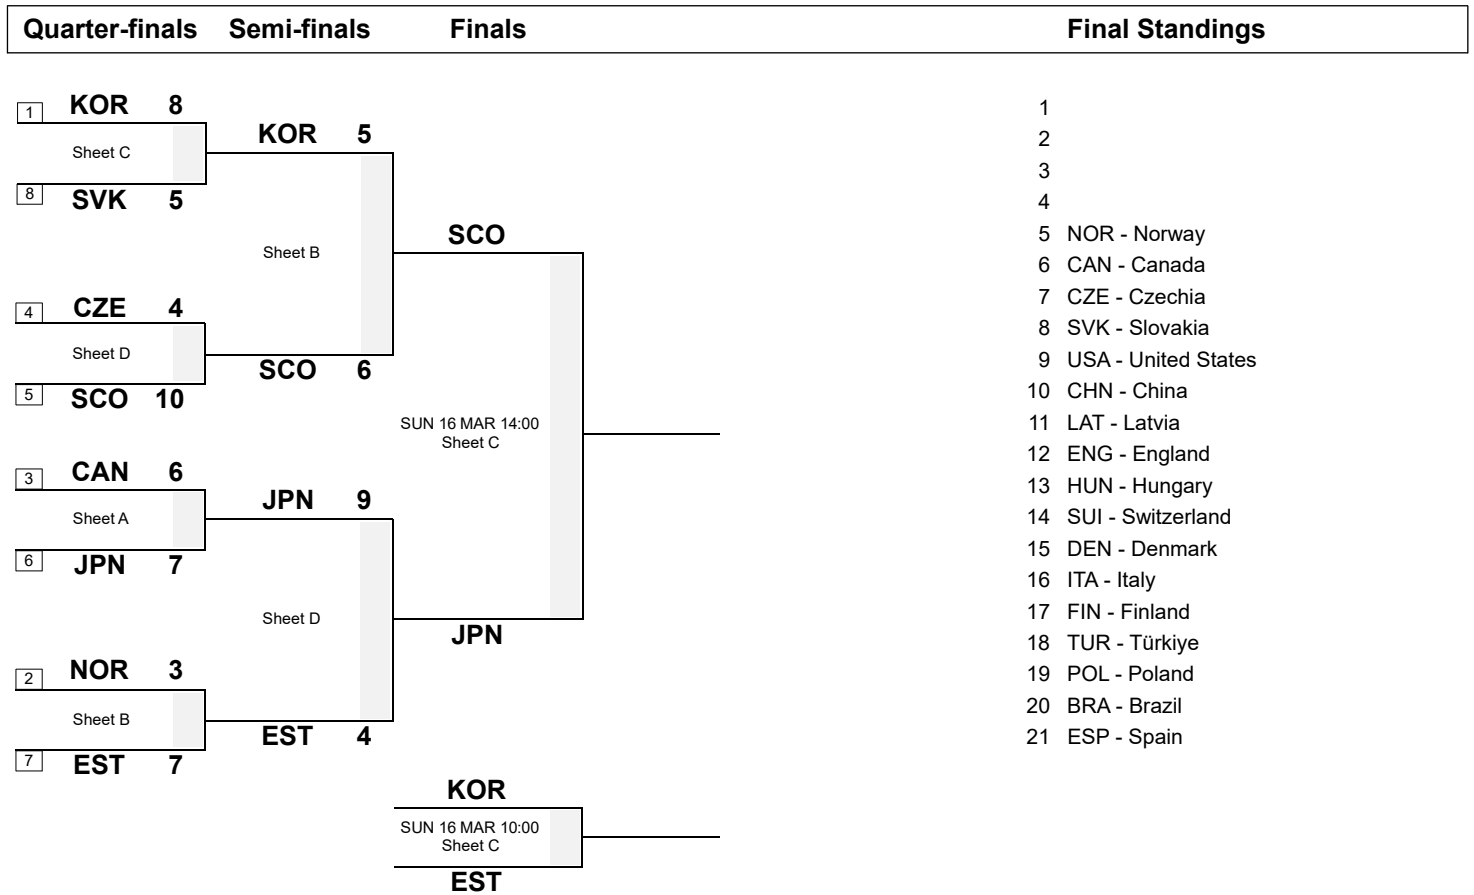 Quarter-finals Semi-finals Finals Final Standings
1 KOR 8
Sheet C
8 SVK 5
KOR 5
Sheet B
SCO 6
4 CZE 4
Sheet D
5 SCO 10
3 CAN 6
Sheet A
6 JPN 7
JPN 9
Sheet D
EST 4
2 NOR 3
Sheet B
7 EST 7
SCO
SUN 16 MAR 14:00
Sheet C
JPN
KOR
SUN 16 MAR 10:00
Sheet C
EST
1
2
3
4
5 NOR - Norway
6 CAN - Canada
7 CZE - Czechia
8 SVK - Slovakia
9 USA - United States
10 CHN - China
11 LAT - Latvia
12 ENG - England
13 HUN - Hungary
14 SUI - Switzerland
15 DEN - Denmark
16 ITA - Italy
17 FIN - Finland
18 TUR - Türkiye
19 POL - Poland
20 BRA - Brazil
21 ESP - Spain